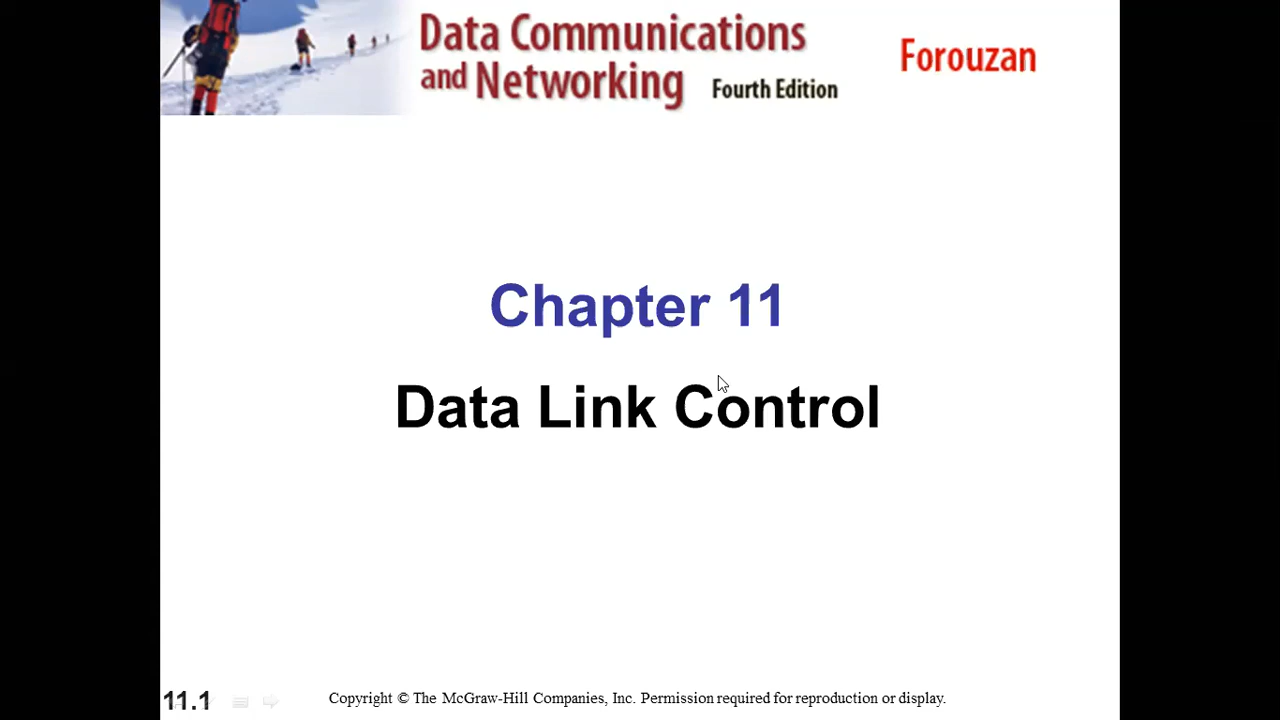 Data Communications
and Networking Fourth Edition
Forouzan
Chapter 11
Data Link Control
11.1
Copyright © The McGraw-Hill Companies, Inc. Permission required for reproduction or display.